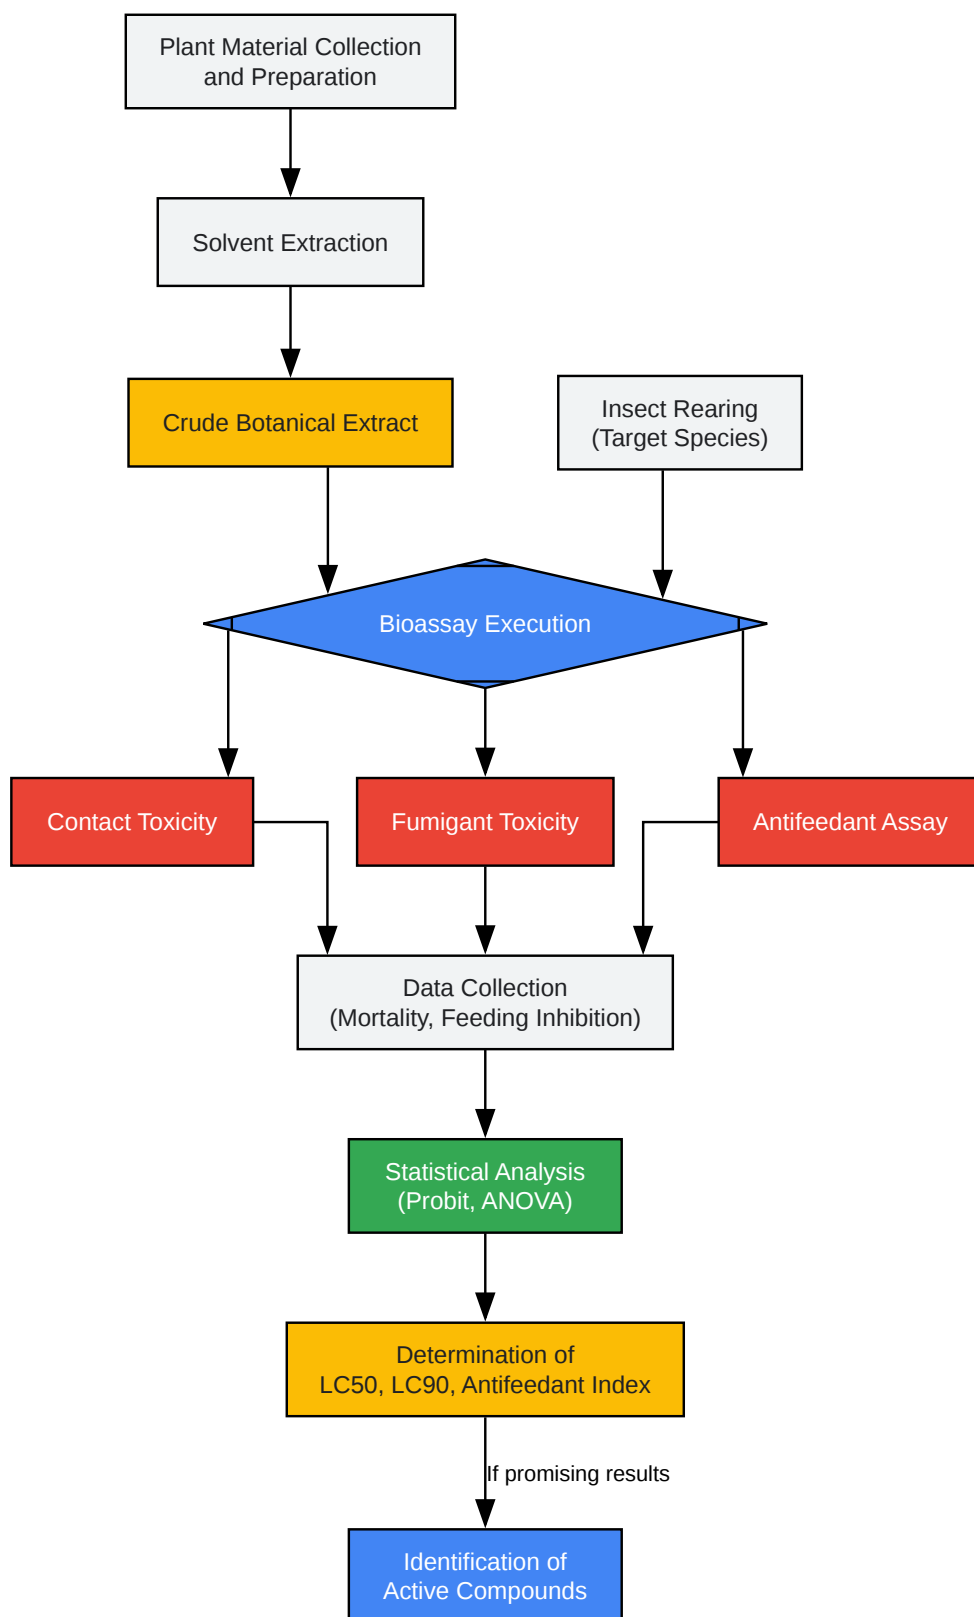 Plant Material Collection
and Preparation
Solvent Extraction
Crude Botanical Extract
Insect Rearing
(Target Species)
Bioassay Execution
Contact Toxicity
Fumigant Toxicity
Antifeedant Assay
Data Collection
(Mortality, Feeding Inhibition)
Statistical Analysis
(Probit, ANOVA)
Determination of
LC50, LC90, Antifeedant Index
If promising results
Identification of
Active Compounds